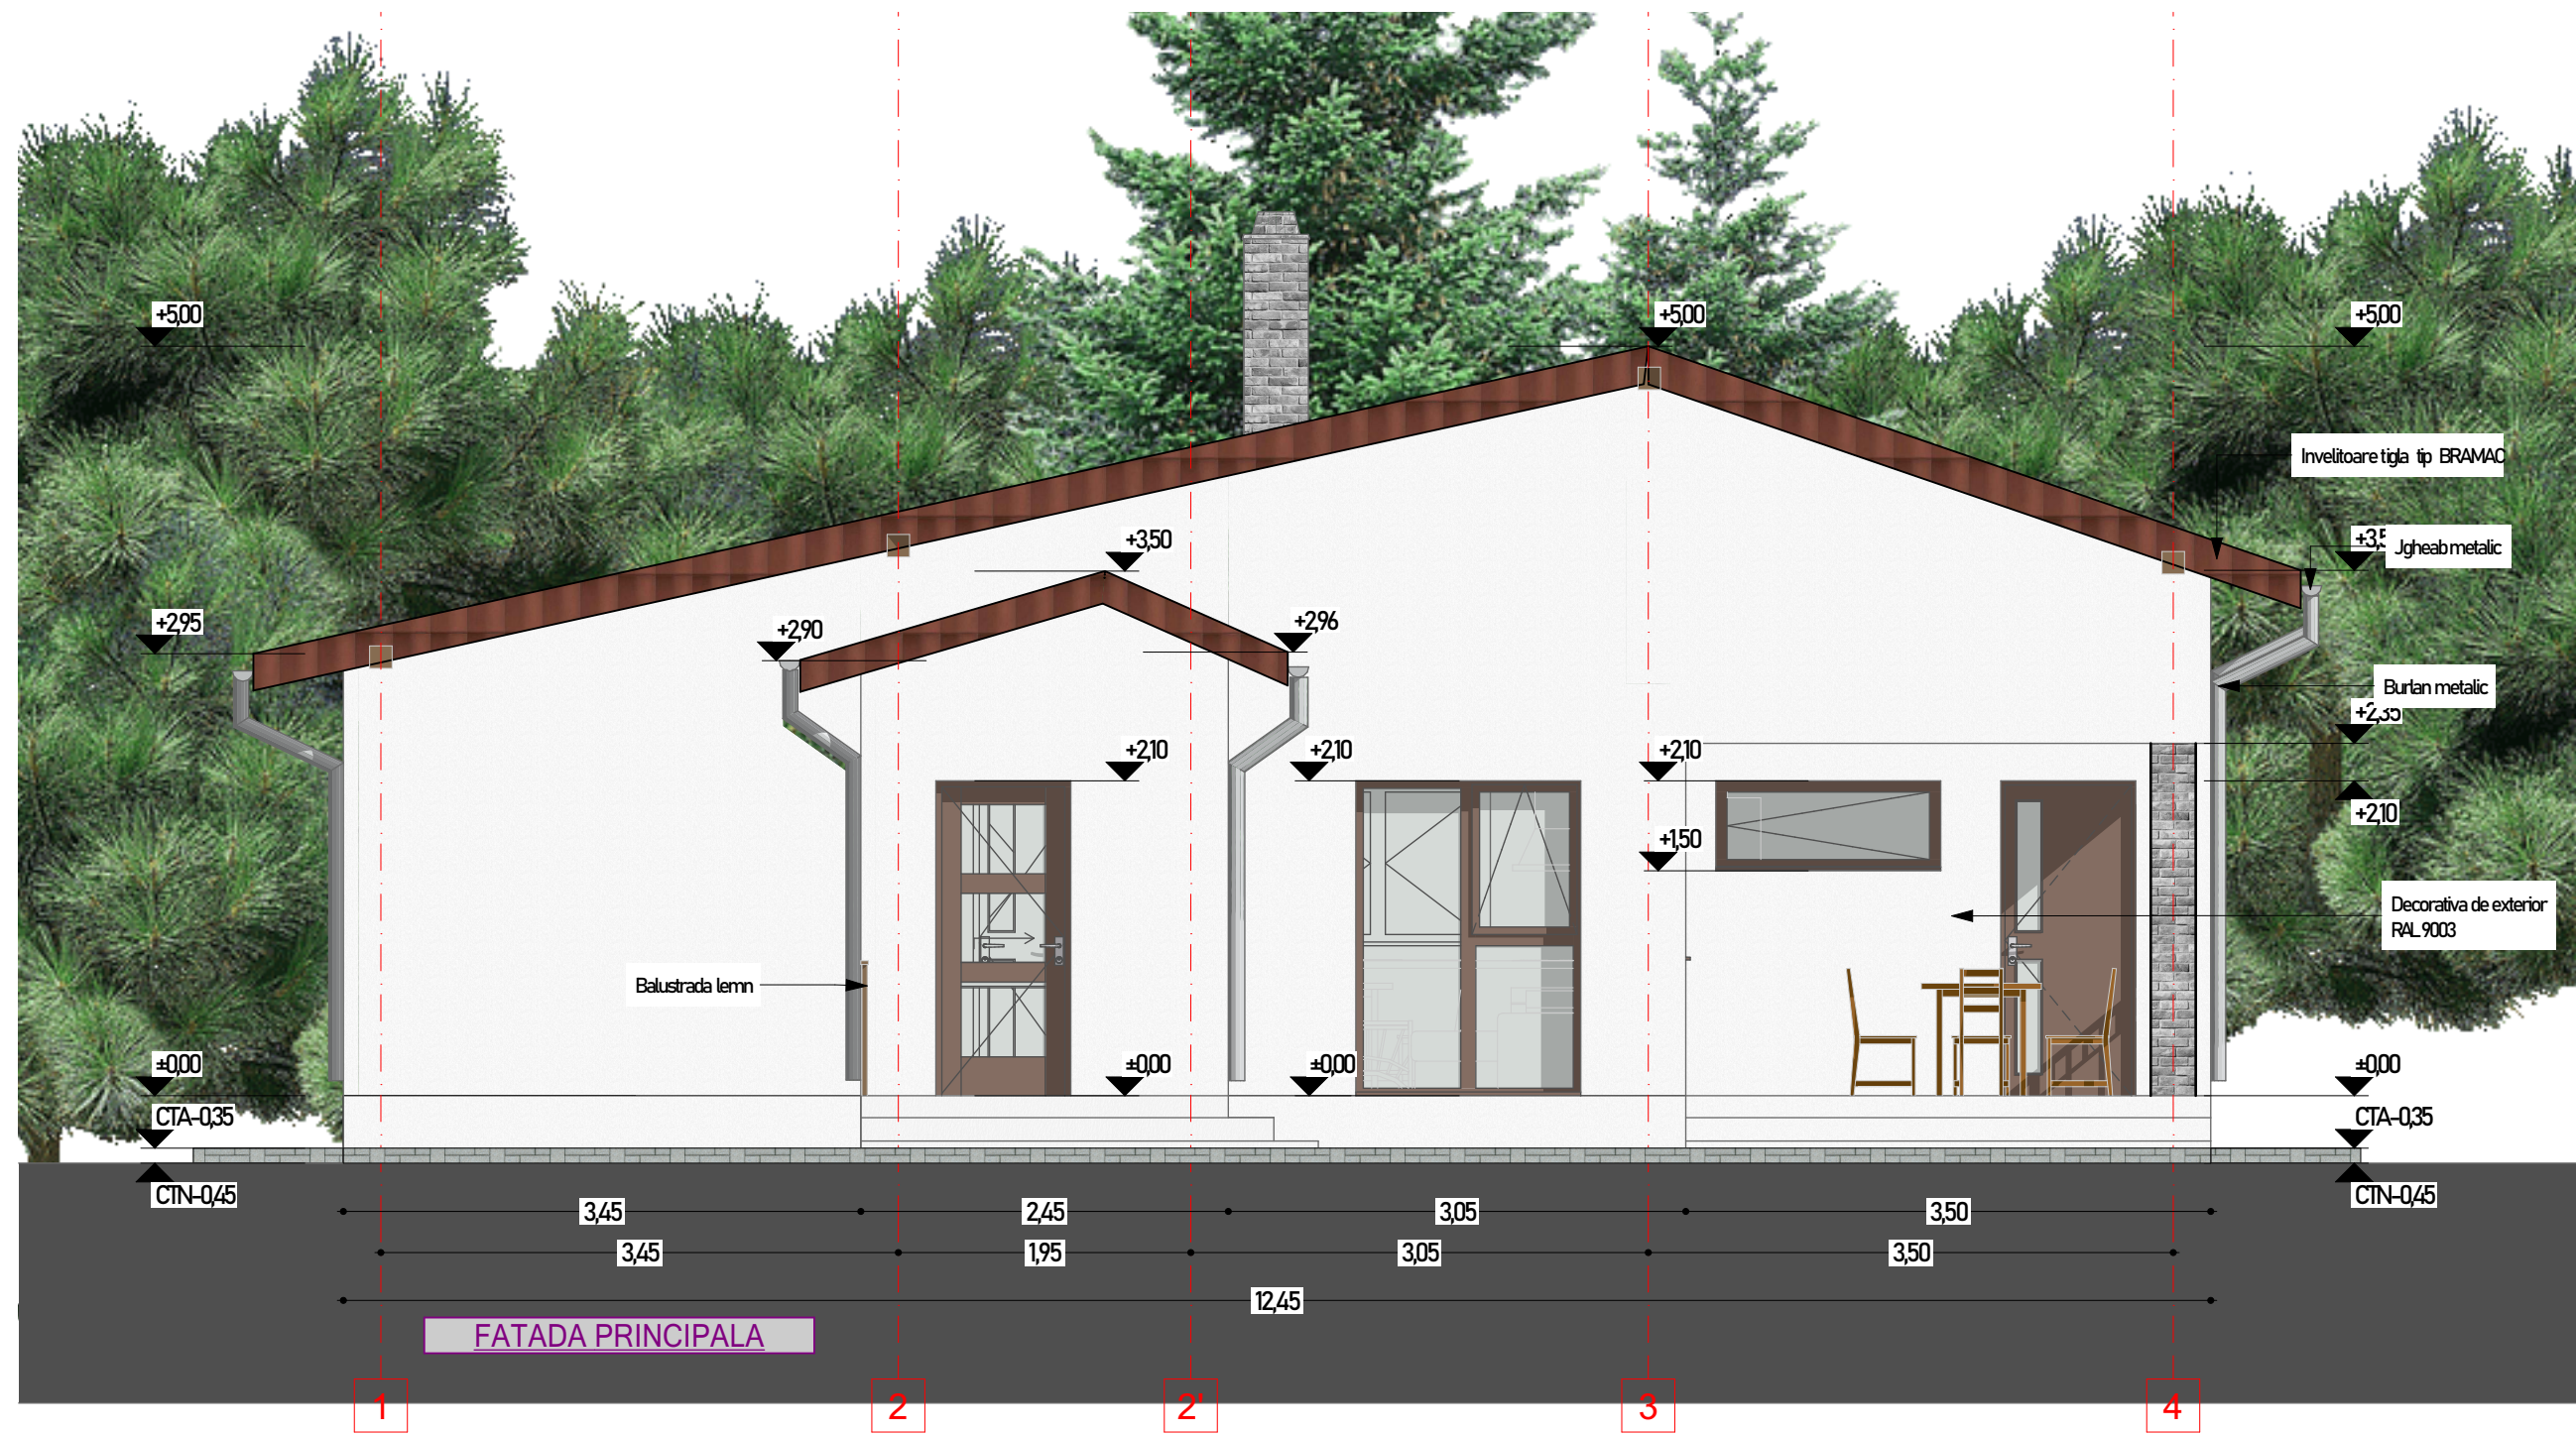 +5,00
+5,00
+5,00
Invelitoare tigla tip BRAMAC
+3,50
+3,5
Jgheab metalic
+2,95
+2,90
+2,96
Burlan metalic
+2,35
+2,10
+2,10
+2,10
+2,10
+1,50
Decorativa de exterior
RAL 9003
Balustrada lemn
±0,00
±0,00
±0,00
±0,00
CTA-0,35
CTA-0,35
CTN-0,45
CTN-0,45
3,45 2,45 3,05 3,50
3,45 1,95 3,05 3,50
12,45
FATADA PRINCIPALA
1 2 2' 3 4